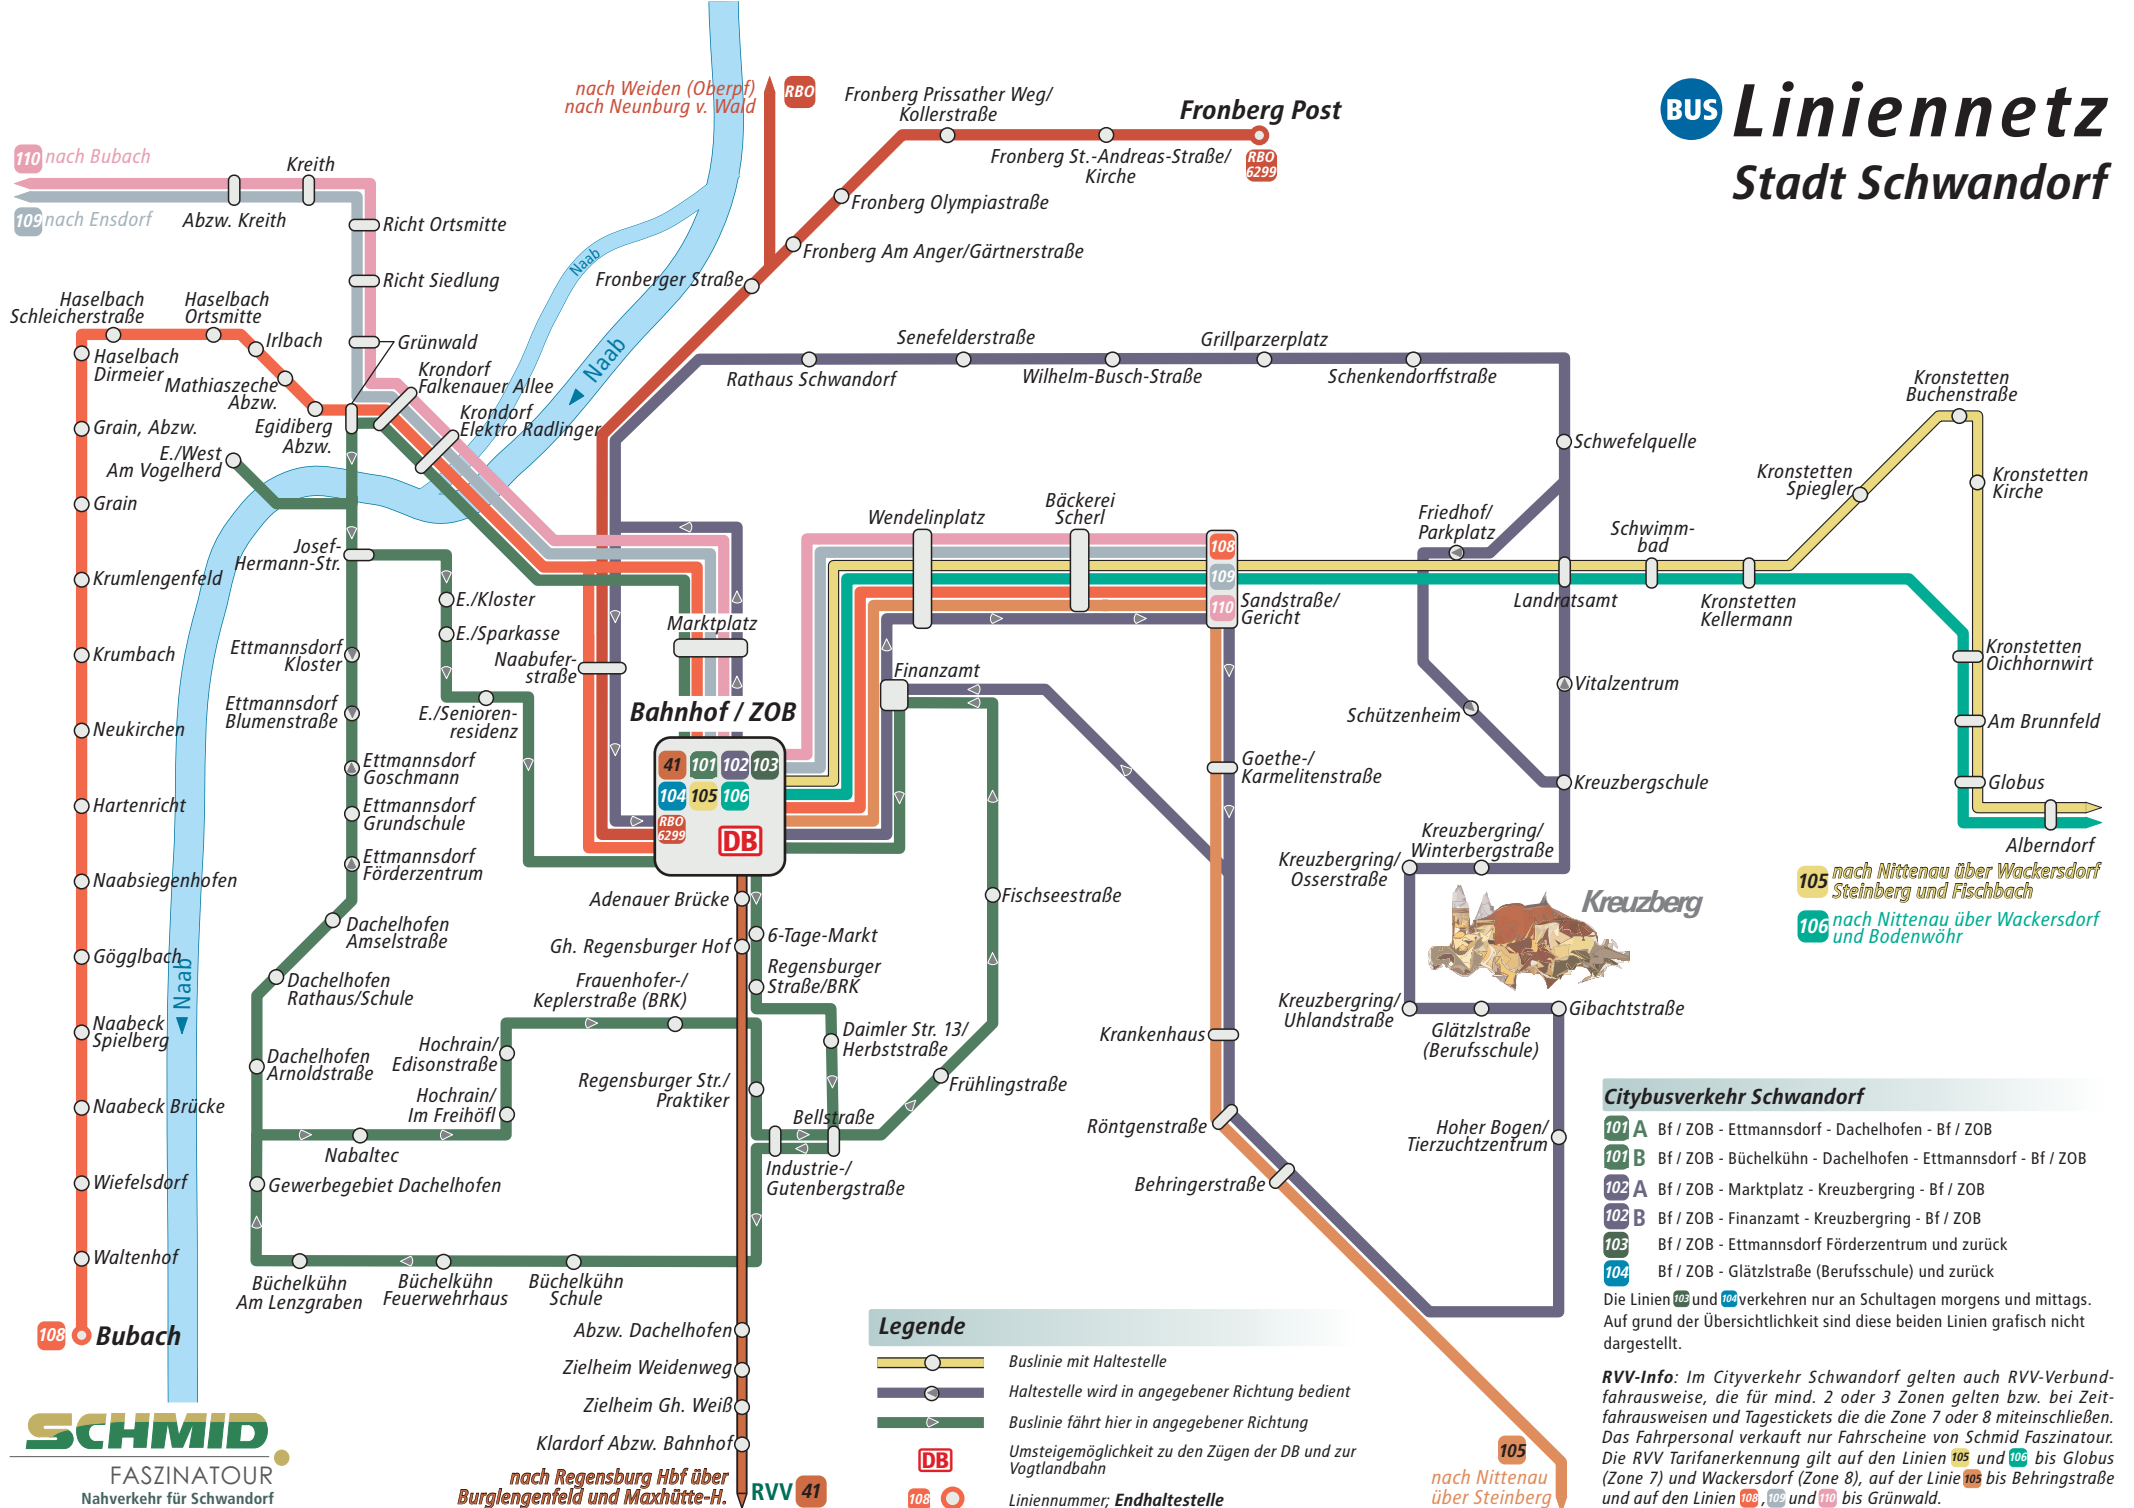 BUS Liniennetz
Stadt Schwandorf
nach Weiden (Oberpf)
nach Neunburg v. Wald
RBO
Fronberg Prissather Weg/
Kollerstraße
Fronberg Post
Fronberg St.-Andreas-Straße/
Kirche
RBO
6299
Fronberg Olympiastraße
Fronberg Am Anger/Gärtnerstraße
Fronberger Straße
110 nach Bubach
109 nach Ensdorf
Kreith
Abzw. Kreith
Richt Ortsmitte
Richt Siedlung
Grünwald
Krondorf
Falkenauer Allee
Krondorf
Elektro Radlinger
Naab
Naab
Naab
Haselbach
Schleicherstraße
Haselbach
Ortsmitte
Irlbach
Haselbach
Dirmeier
Mathiaszeche
Abzw.
Egidiberg
Abzw.
Grain, Abzw.
E./West
Am Vogelherd
Grain
Krumlengenfeld
Krumbach
Neukirchen
Hartenricht
Naabsiegenhofen
Gögglbach
Naabeck
Spielberg
Naabeck Brücke
Wiefelsdorf
Waltenhof
108 Bubach
Josef-
Hermann-Str.
E./Kloster
E./Sparkasse
E./Senioren-
residenz
Ettmannsdorf
Kloster
Ettmannsdorf
Blumenstraße
Ettmannsdorf
Goschmann
Ettmannsdorf
Grundschule
Ettmannsdorf
Förderzentrum
Dachelhofen
Amselstraße
Dachelhofen
Rathaus/Schule
Dachelhofen
Arnoldstraße
Nabaltec
Gewerbegebiet Dachelhofen
Büchelkühn
Am Lenzgraben
Büchelkühn
Feuerwehrhaus
Büchelkühn
Schule
Hochrain/
Edisonstraße
Hochrain/
Im Freihöfl
Frauenhofer-/
Keplerstraße (BRK)
Regensburger Str./
Praktiker
Naabufer-
straße
Marktplatz
Bahnhof / ZOB
41 101 102 103
104 105 106
RBO
6299
DB
Adenauer Brücke
Gh. Regensburger Hof
6-Tage-Markt
Regensburger
Straße/BRK
Daimler Str. 13/
Herbststraße
Bellstraße
Industrie-/
Gutenbergstraße
Frühlingstraße
Fischseestraße
Finanzamt
Abzw. Dachelhofen
Zielheim Weidenweg
Zielheim Gh. Weiß
Klardorf Abzw. Bahnhof
nach Regensburg Hbf über
Burglengenfeld und Maxhütte-H.
RVV 41
Rathaus Schwandorf
Senefelderstraße
Wilhelm-Busch-Straße
Grillparzerplatz
Schenkendorffstraße
Schwefelquelle
Friedhof/
Parkplatz
Wendelinplatz
Bäckerei
Scherl
108
109
110
Sandstraße/
Gericht
Landratsamt
Schwimm-
bad
Kronstetten
Kellermann
Kronstetten
Spiegler
Kronstetten
Buchenstraße
Kronstetten
Kirche
Kronstetten
Oichhornwirt
Am Brunnfeld
Globus
Alberndorf
105 nach Nittenau über Wackersdorf
Steinberg und Fischbach
106 nach Nittenau über Wackersdorf
und Bodenwöhr
Vitalzentrum
Schützenheim
Kreuzbergschule
Kreuzbergring/
Winterbergstraße
Kreuzbergring/
Osserstraße
Kreuzberg
Kreuzbergring/
Uhlandstraße
Glätzlstraße
(Berufsschule)
Gibachtstraße
Hoher Bogen/
Tierzuchtzentrum
Goethe-/
Karmelitenstraße
Krankenhaus
Röntgenstraße
Behringerstraße
105
nach Nittenau
über Steinberg
Citybusverkehr Schwandorf
101 A Bf / ZOB - Ettmannsdorf - Dachelhofen - Bf / ZOB
101 B Bf / ZOB - Büchelkühn - Dachelhofen - Ettmannsdorf - Bf / ZOB
102 A Bf / ZOB - Marktplatz - Kreuzbergring - Bf / ZOB
102 B Bf / ZOB - Finanzamt - Kreuzbergring - Bf / ZOB
103 Bf / ZOB - Ettmannsdorf Förderzentrum und zurück
104 Bf / ZOB - Glätzlstraße (Berufsschule) und zurück
Die Linien 103 und 104 verkehren nur an Schultagen morgens und mittags.
Auf grund der Übersichtlichkeit sind diese beiden Linien grafisch nicht
dargestellt.
RVV-Info: Im Cityverkehr Schwandorf gelten auch RVV-Verbund-
fahrausweise, die für mind. 2 oder 3 Zonen gelten bzw. bei Zeit-
fahrausweisen und Tagestickets die die Zone 7 oder 8 miteinschließen.
Das Fahrpersonal verkauft nur Fahrscheine von Schmid Faszinatour.
Die RVV Tarifanerkennung gilt auf den Linien 105 und 106 bis Globus
(Zone 7) und Wackersdorf (Zone 8), auf der Linie 105 bis Behringstraße
und auf den Linien 108, 109 und 110 bis Grünwald.
Legende
Buslinie mit Haltestelle
Haltestelle wird in angegebener Richtung bedient
Buslinie fährt hier in angegebener Richtung
DB Umsteigemöglichkeit zu den Zügen der DB und zur
Vogtlandbahn
108 Liniennummer; Endhaltestelle
SCHMID
FASZINATOUR
Nahverkehr für Schwandorf